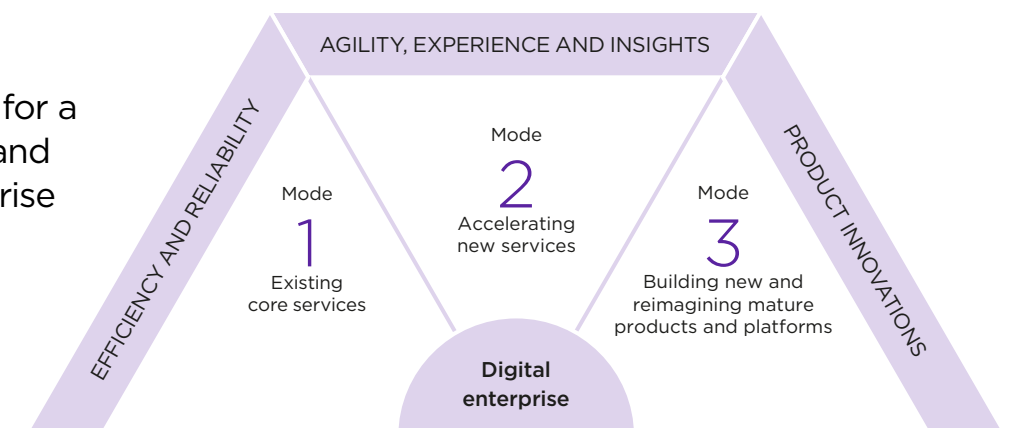 for a
and
AGILITY, EXPERIENCE AND INSIGHTS
EFFICIENCY AND RELIABILITY
PRODUCT INNOVATIONS
Mode
1
Existing
core services
Mode
2
Accelerating
new services
Mode
3
Building new and
reimagining mature
products and platforms
Digital
enterprise